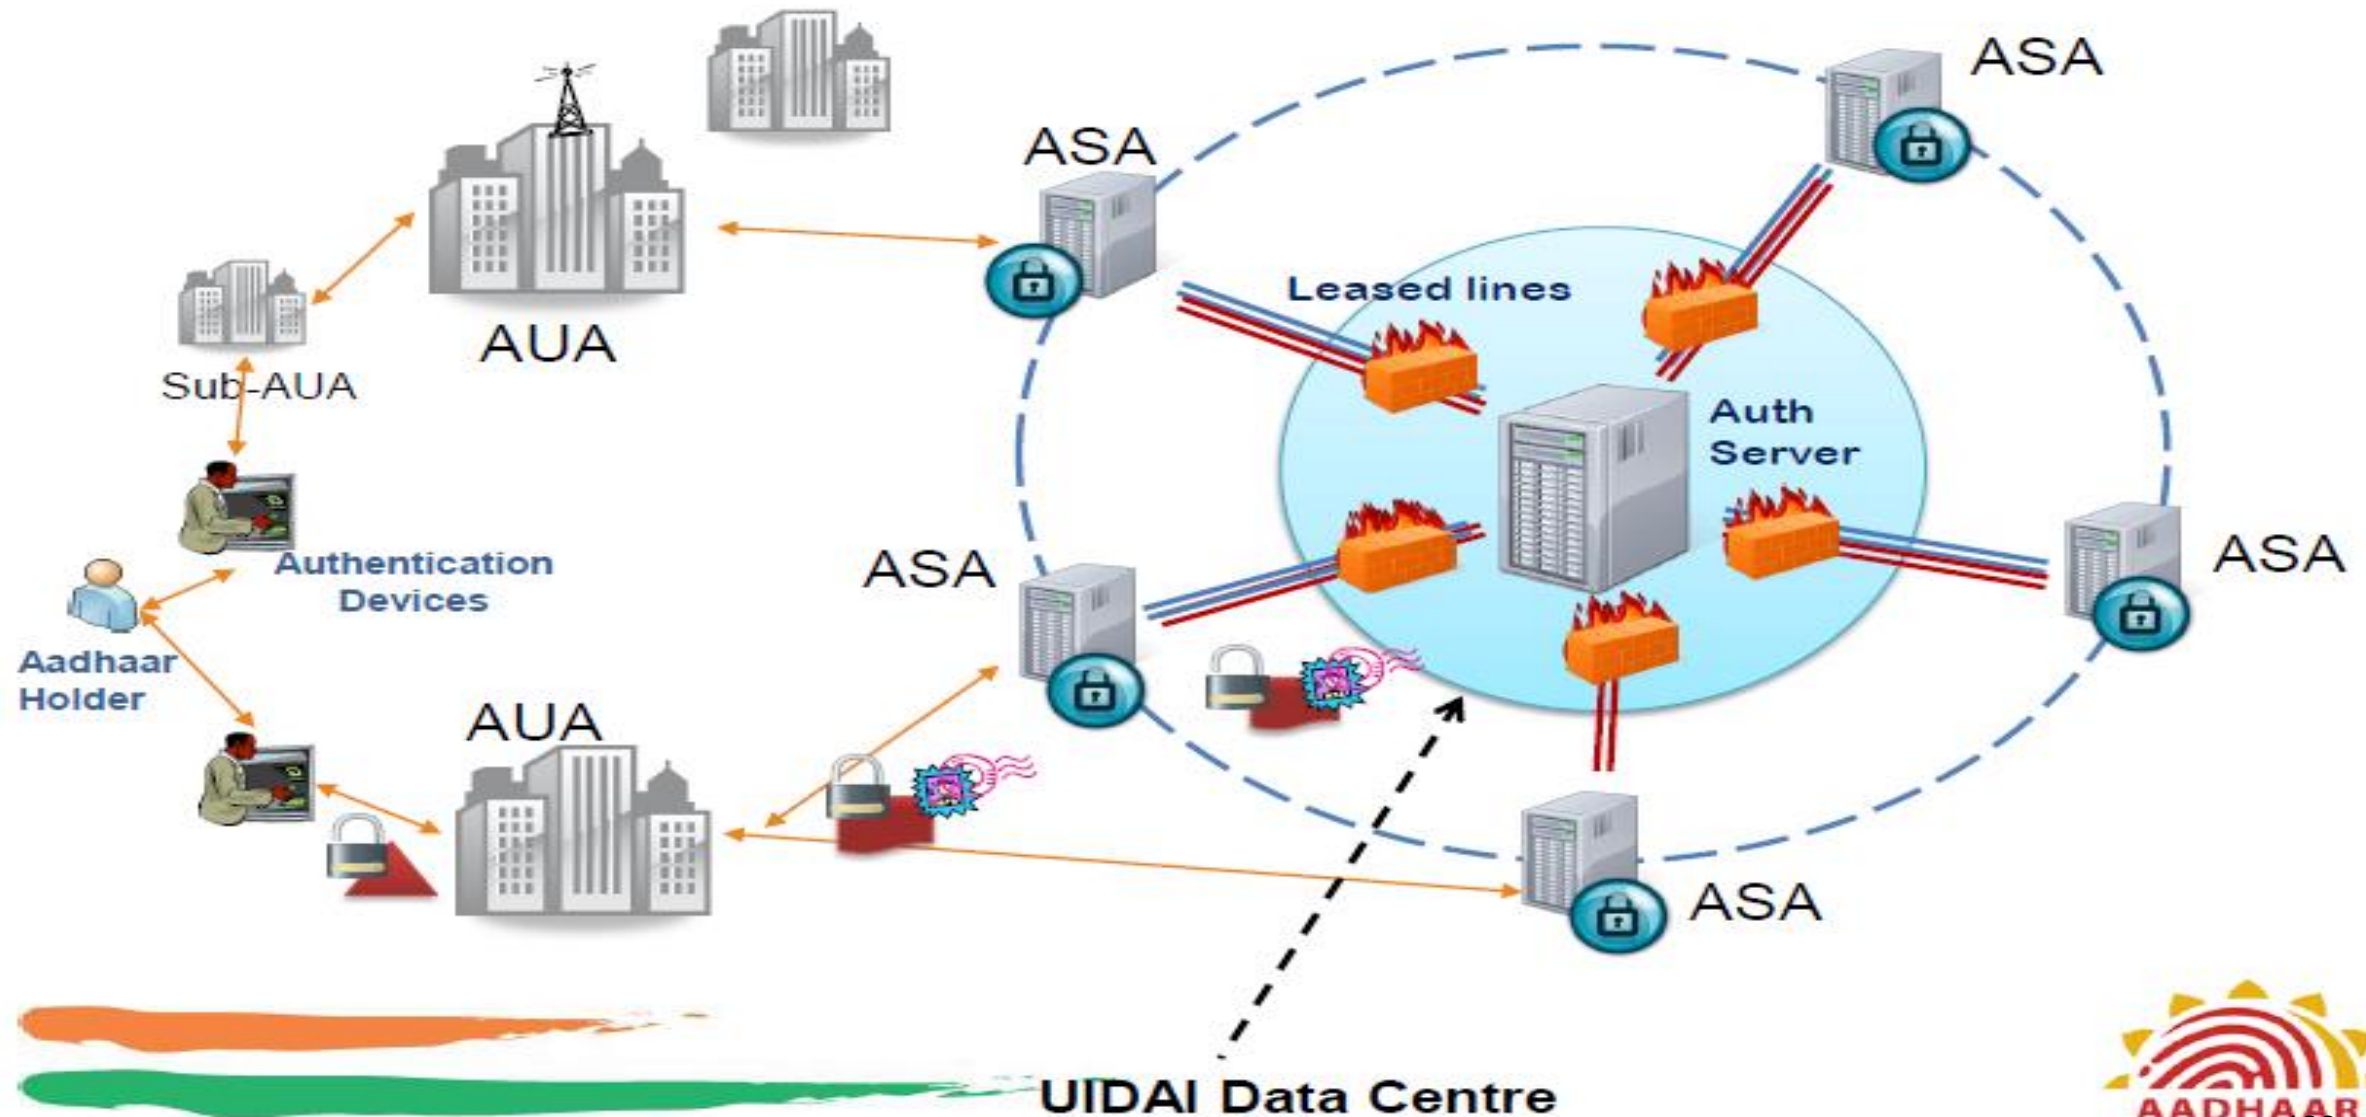 ASA
ASA
Leased lines
AUA
Sub-AUA
Auth
Server
Authentication
Devices
ASA
ASA
Aadhaar
Holder
AUA
ASA
UIDAI Data Centre
AADHAAR